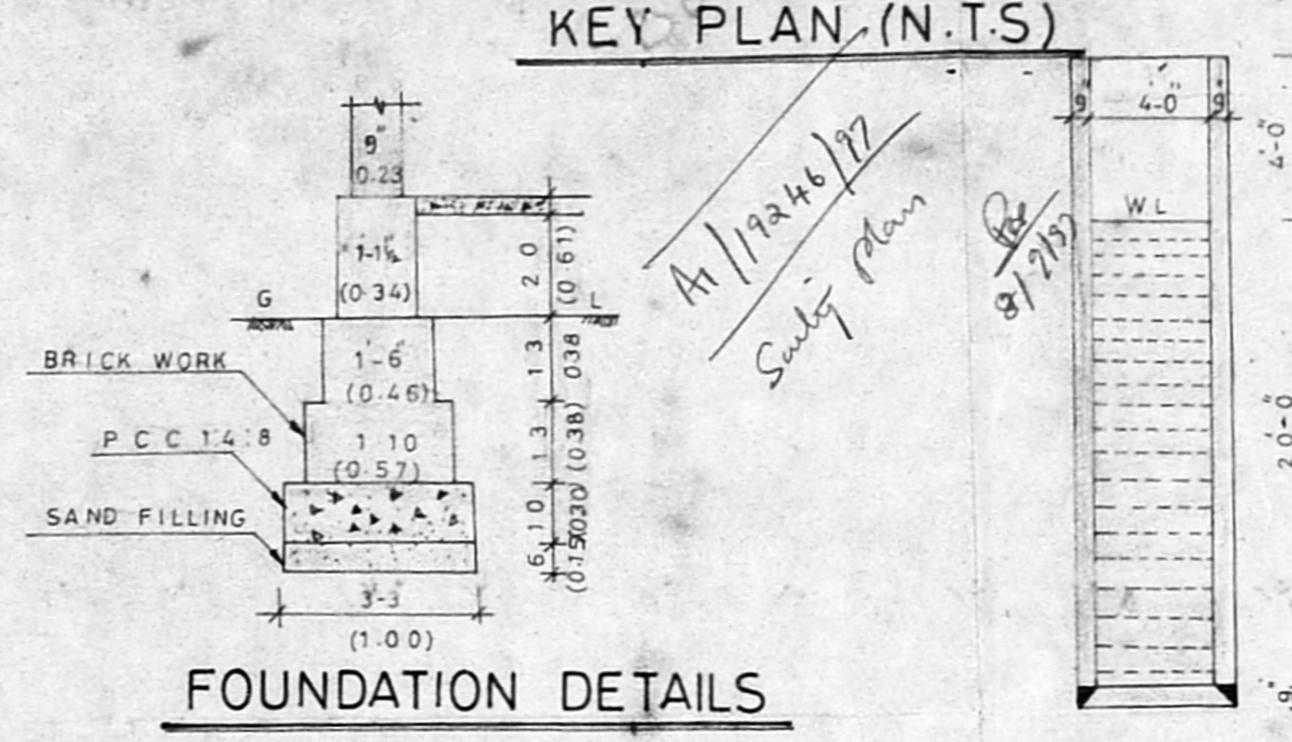 KEY PLAN (N.T.S)
9"
0.23
1-1½
(0.34)
2 0
(0.61)
G
L
BRICK WORK
1-6
(0.46)
1 3
038
P C C 1:4:8
1 10
(0.57)
1 3
(0.38)
SAND FILLING
1 0
030
6
(0.15)
3-3
(1.00)
FOUNDATION DETAILS
A1/19246/97
plan
9"
4-0"
9"
4-0"
W L
20-0"
9"